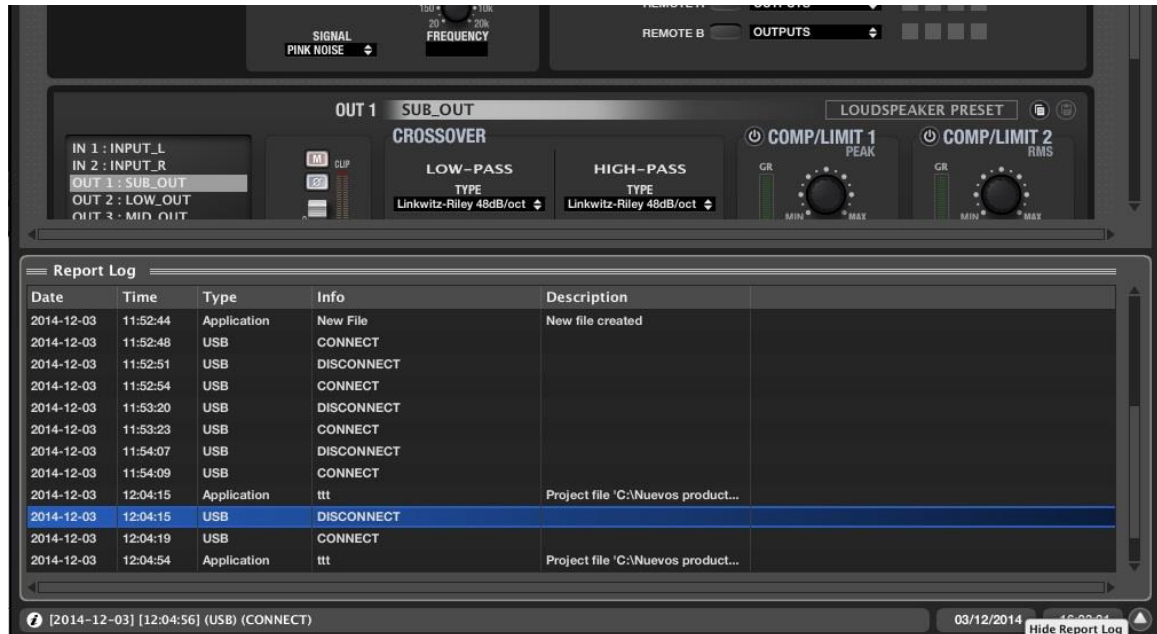 150 10k
20 20k
SIGNAL FREQUENCY
PINK NOISE
REMOTE B OUTPUTS
OUT 1 SUB_OUT LOUDSPEAKER PRESET
IN 1 : INPUT_L
IN 2 : INPUT_R
OUT 1 : SUB_OUT
OUT 2 : LOW_OUT
OUT 3 : MID_OUT
M CLIP
CROSSOVER
LOW-PASS HIGH-PASS
TYPE TYPE
Linkwitz-Riley 48dB/oct Linkwitz-Riley 48dB/oct
COMP/LIMIT 1 COMP/LIMIT 2
PEAK RMS
GR GR
MIN MAX MIN MAX
Report Log
Date Time Type Info Description
2014-12-03 11:52:44 Application New File New file created
2014-12-03 11:52:48 USB CONNECT
2014-12-03 11:52:51 USB DISCONNECT
2014-12-03 11:52:54 USB CONNECT
2014-12-03 11:53:20 USB DISCONNECT
2014-12-03 11:53:23 USB CONNECT
2014-12-03 11:54:07 USB DISCONNECT
2014-12-03 11:54:09 USB CONNECT
2014-12-03 12:04:15 Application ttt Project file 'C:\Nuevos product...
2014-12-03 12:04:15 USB DISCONNECT
2014-12-03 12:04:19 USB CONNECT
2014-12-03 12:04:54 Application ttt Project file 'C:\Nuevos product...
[2014-12-03] [12:04:56] (USB) (CONNECT) 03/12/2014
Hide Report Log